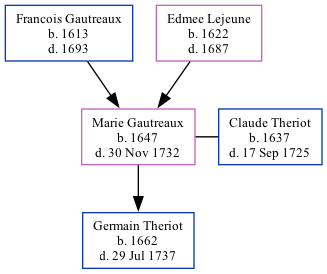 Francois Gautreaux
b. 1613
d. 1693
Edmee Lejeune
b. 1622
d. 1687
Marie Gautreaux
b. 1647
d. 30 Nov 1732
Claude Theriot
b. 1637
d. 17 Sep 1725
Germain Theriot
b. 1662
d. 29 Jul 1737